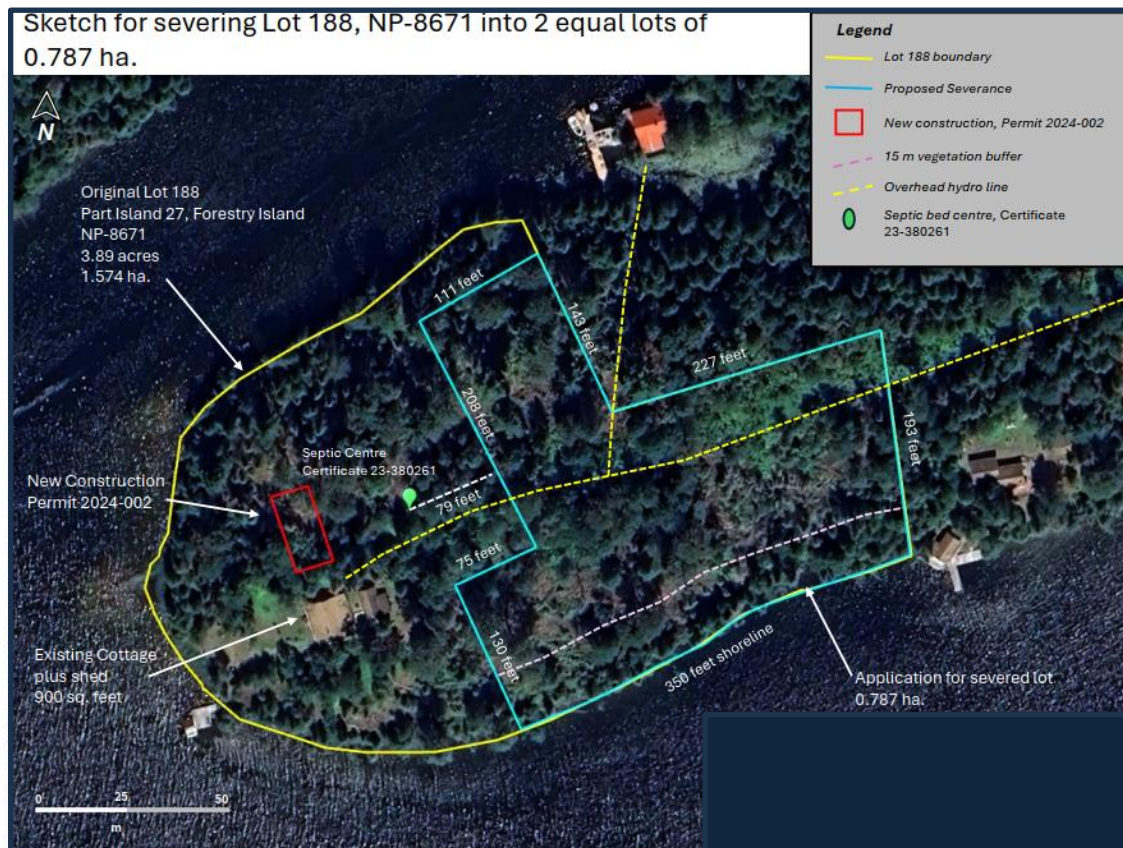 Sketch for severing Lot 188, NP-8671 into 2 equal lots of
0.787 ha.
Legend
Lot 188 boundary
Proposed Severance
New construction, Permit 2024-002
15 m vegetation buffer
Overhead hydro line
Septic bed centre, Certificate
23-380261
N
Original Lot 188
Part Island 27, Forestry Island
NP-8671
3.89 acres
1.574 ha.
111 feet
143 feet
227 feet
208 feet
193 feet
Septic Centre
Certificate 23-380261
New Construction
Permit 2024-002
79 feet
75 feet
130 feet
Existing Cottage
plus shed
900 sq. feet
350 feet shoreline
Application for severed lot
0.787 ha.
0 25 50
m